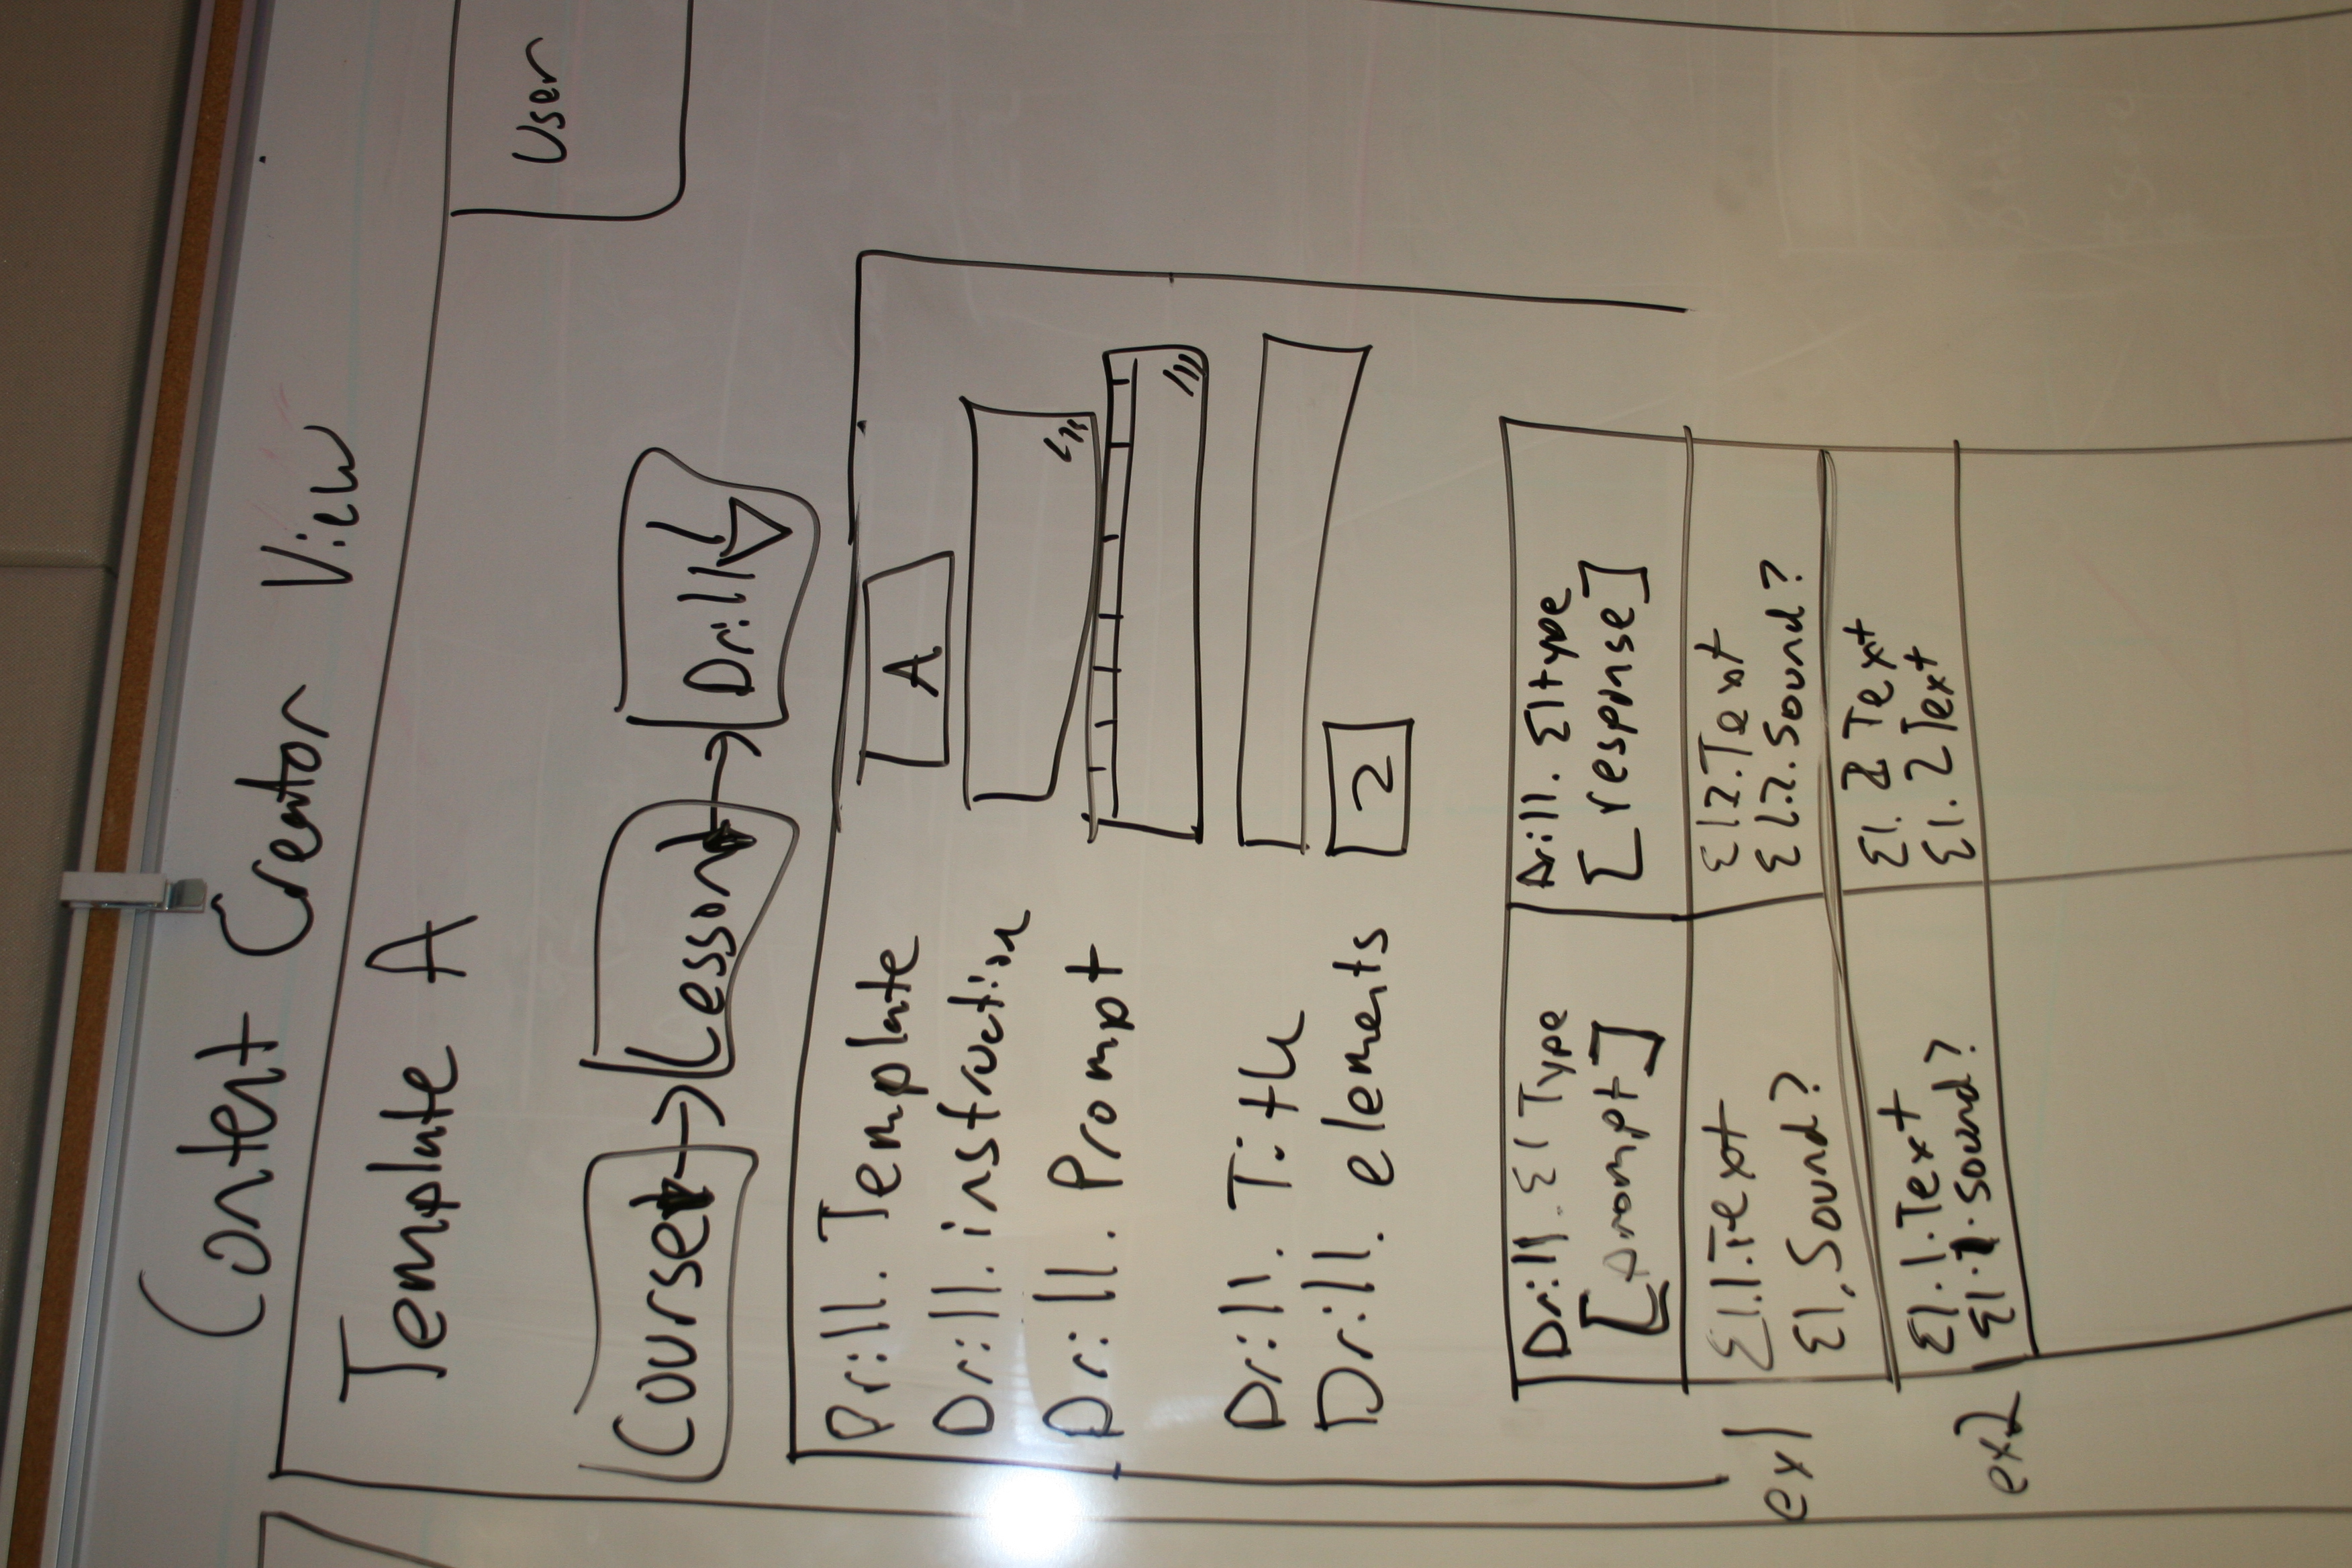 Content Creator View
Template A
User
Course Lesson Drill
Drill. Template A
Drill. instruction
Drill. Prompt
Drill. Title
Drill. elements 2
Drill. El Type Drill. El type
[prompt] [response]
ex1
El.1.Text El2.Text
El. Sound? El.2. Sound?
ex2
El.1.Text El. 2 Text
El.1.sound? El. 2 Text